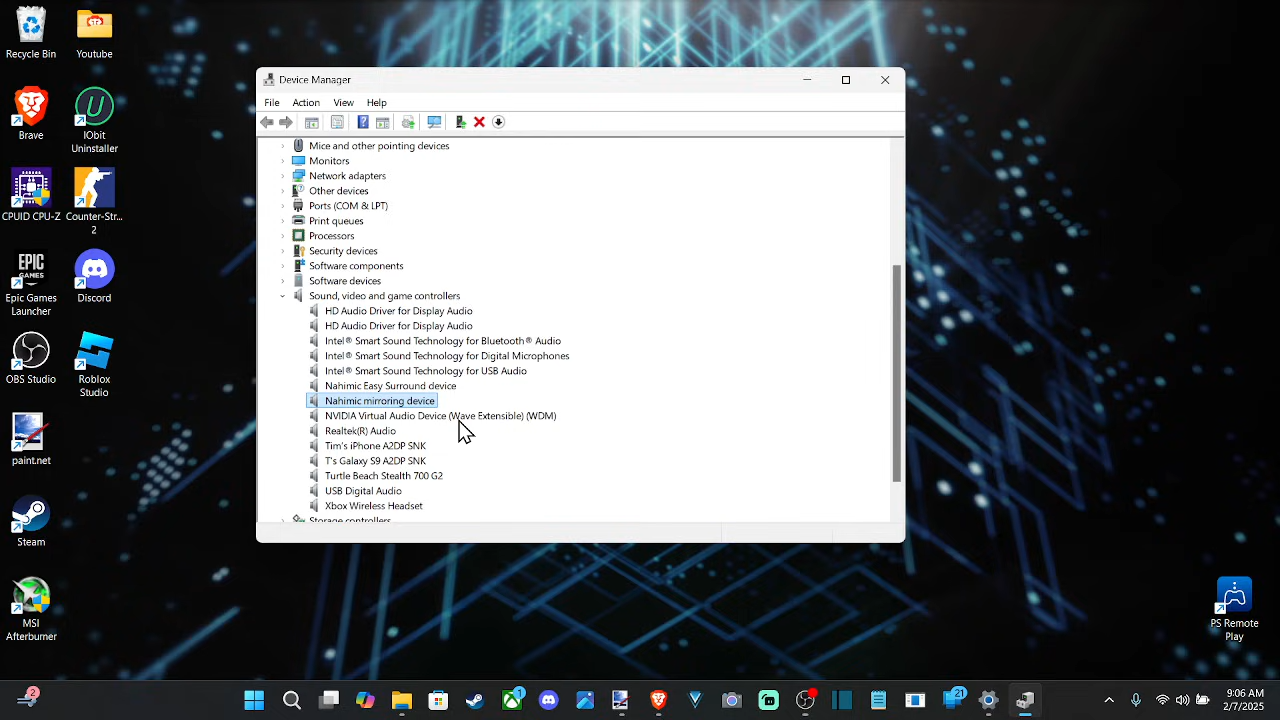 Recycle Bin
Youtube
Brave
IObit
Uninstaller
CPUID CPU-Z
Counter-Str...
2
Epic Games
Launcher
Discord
OBS Studio
Roblox
Studio
paint.net
Steam
MSI
Afterburner
Device Manager
File Action View Help
Mice and other pointing devices
Monitors
Network adapters
Other devices
Ports (COM & LPT)
Print queues
Processors
Security devices
Software components
Software devices
Sound, video and game controllers
HD Audio Driver for Display Audio
HD Audio Driver for Display Audio
Intel® Smart Sound Technology for Bluetooth® Audio
Intel® Smart Sound Technology for Digital Microphones
Intel® Smart Sound Technology for USB Audio
Nahimic Easy Surround device
Nahimic mirroring device
NVIDIA Virtual Audio Device (Wave Extensible) (WDM)
Realtek(R) Audio
Tim's iPhone A2DP SNK
T's Galaxy S9 A2DP SNK
Turtle Beach Stealth 700 G2
USB Digital Audio
Xbox Wireless Headset
Storage controllers
PS Remote
Play
2
1
21
9:06 AM
2/7/2025